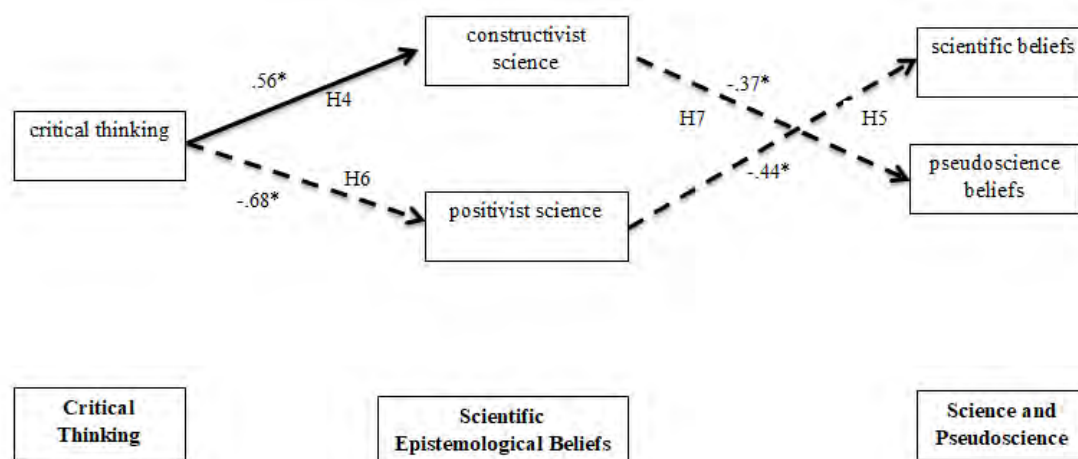 constructivist
science
scientific beliefs
.56*
H4
-.37*
H7
H5
critical thinking
pseudoscience
beliefs
H6
-.44*
-.68*
positivist science
Critical
Thinking
Scientific
Epistemological Beliefs
Science and
Pseudoscience